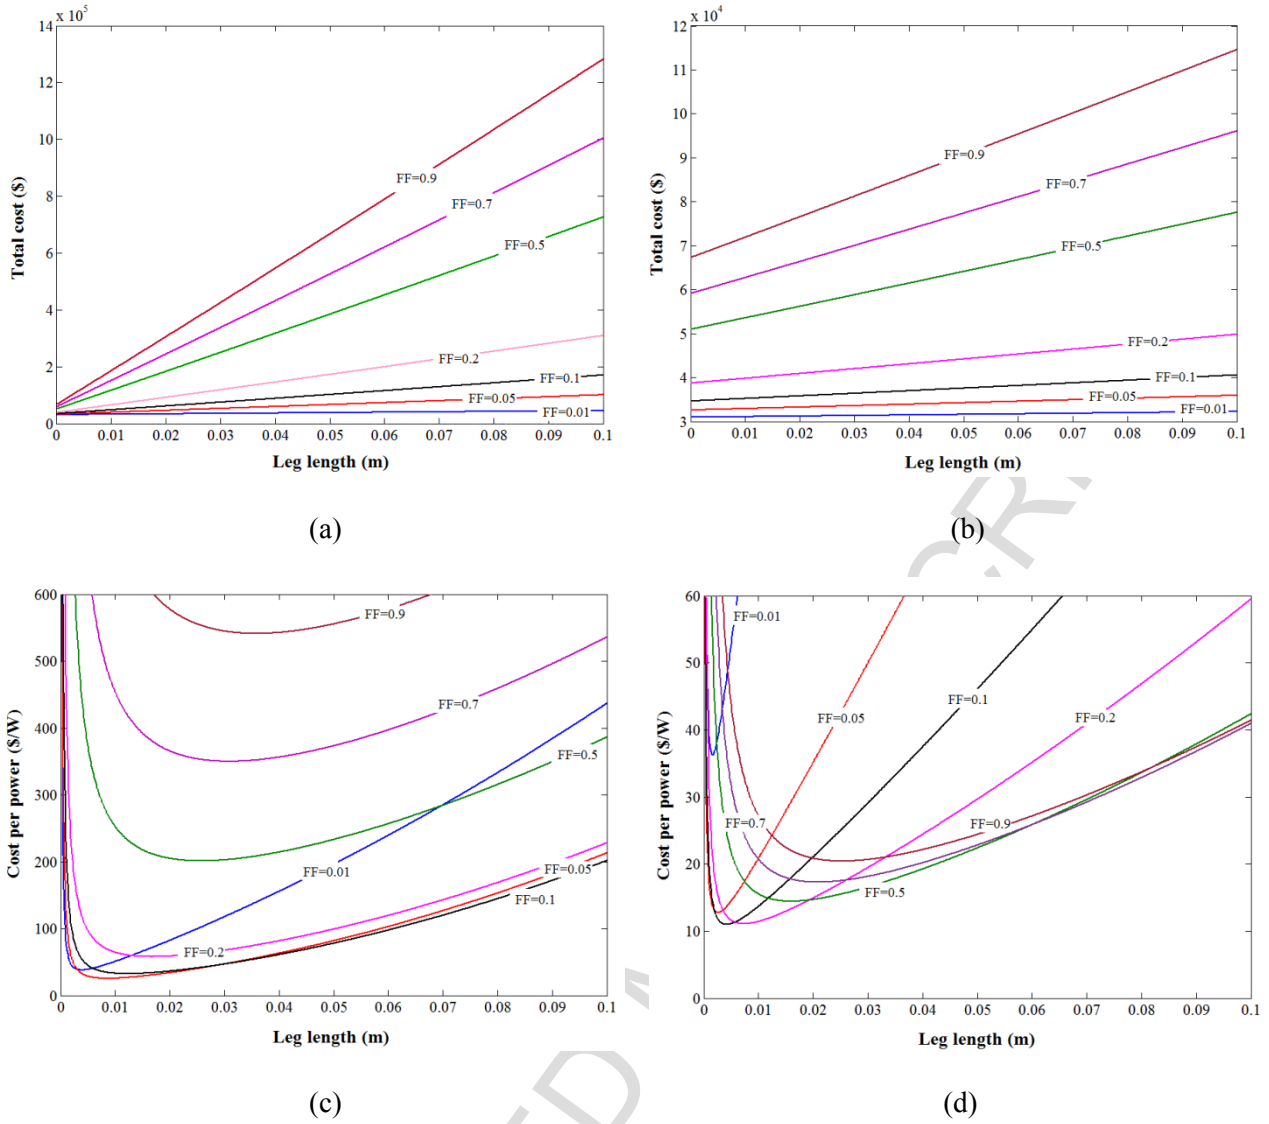 x 10⁵
14
12
10
8
6
4
2
0
Total cost ($)
FF=0.9
FF=0.7
FF=0.5
FF=0.2
FF=0.1
FF=0.05
FF=0.01
0 0.01 0.02 0.03 0.04 0.05 0.06 0.07 0.08 0.09 0.1
Leg length (m)
(a)
x 10⁴
12
11
10
9
8
7
6
5
4
3
Total cost ($)
FF=0.9
FF=0.7
FF=0.5
FF=0.2
FF=0.1
FF=0.05
FF=0.01
0 0.01 0.02 0.03 0.04 0.05 0.06 0.07 0.08 0.09 0.1
Leg length (m)
(b)
600
500
400
300
200
100
0
Cost per power ($/W)
FF=0.9
FF=0.7
FF=0.5
FF=0.01
FF=0.05
FF=0.1
FF=0.2
0 0.01 0.02 0.03 0.04 0.05 0.06 0.07 0.08 0.09 0.1
Leg length (m)
(c)
60
50
40
30
20
10
0
Cost per power ($/W)
FF=0.01
FF=0.1
FF=0.05
FF=0.2
FF=0.7
FF=0.9
FF=0.5
0 0.01 0.02 0.03 0.04 0.05 0.06 0.07 0.08 0.09 0.1
Leg length (m)
(d)